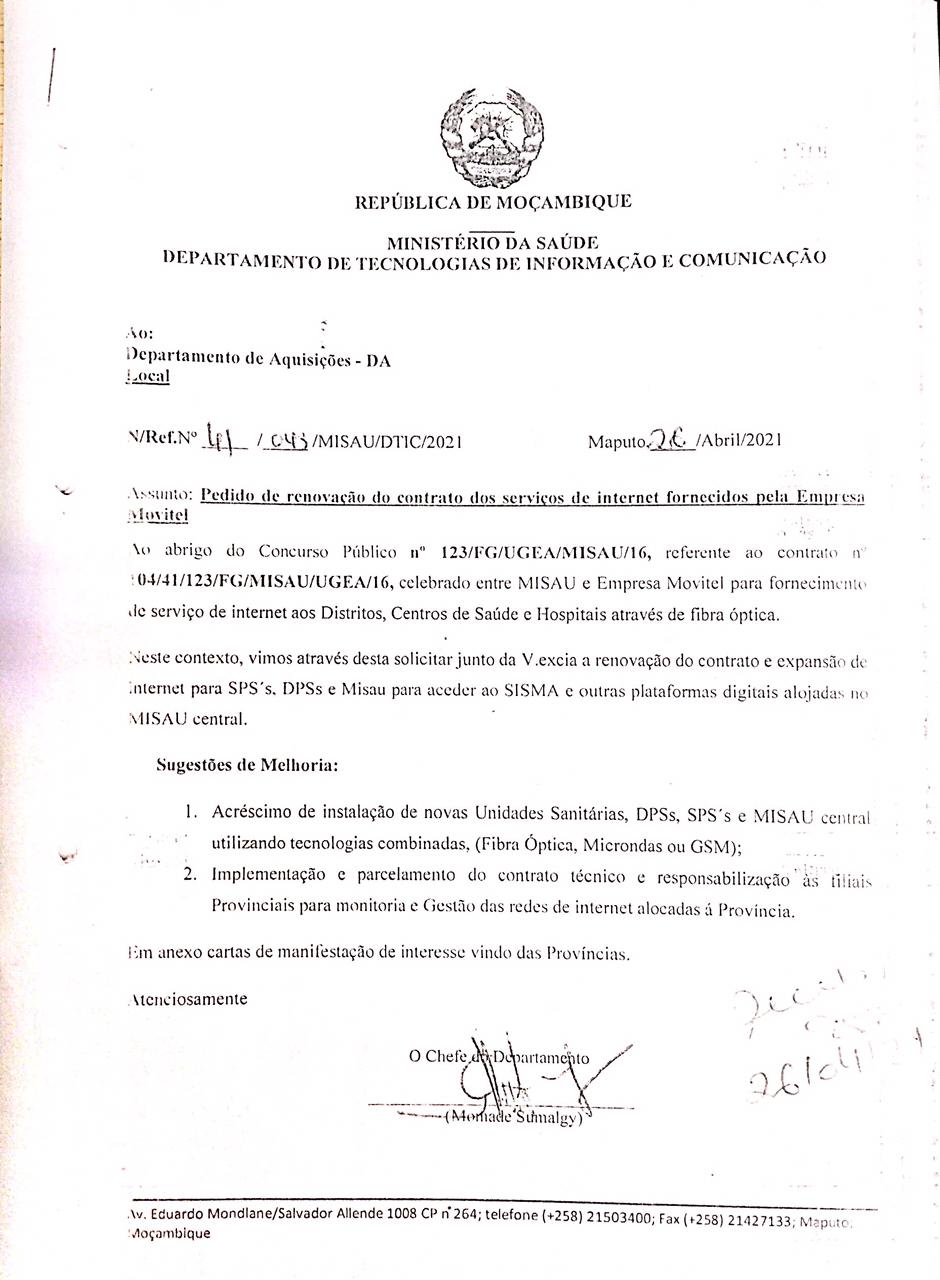 REPÚBLICA DE MOÇAMBIQUE
MINISTÉRIO DA SAÚDE
DEPARTAMENTO DE TECNOLOGIAS DE INFORMAÇÃO E COMUNICAÇÃO
Ao:
Departamento de Aquisições - DA
Local
N/Ref.Nº /043/MISAU/DTIC/2021 Maputo, 26/Abril/2021
Assunto: Pedido de renovação do contrato dos serviços de internet fornecidos pela Empresa
Movitel
Ao abrigo do Concurso Público nº 123/FG/UGEA/MISAU/16, referente ao contrato nº
04/41/123/FG/MISAU/UGEA/16, celebrado entre MISAU e Empresa Movitel para fornecimento
de serviço de internet aos Distritos, Centros de Saúde e Hospitais através de fibra óptica.
Neste contexto, vimos através desta solicitar junto da V.excia a renovação do contrato e expansão de
internet para SPS´s, DPSs e Misau para aceder ao SISMA e outras plataformas digitais alojadas no
MISAU central.
Sugestões de Melhoria:
1. Acréscimo de instalação de novas Unidades Sanitárias, DPSs, SPS´s e MISAU central
utilizando tecnologias combinadas, (Fibra Óptica, Microndas ou GSM);
2. Implementação e parcelamento do contrato técnico e responsabilização às filiais
Provinciais para monitoria e Gestão das redes de internet alocadas á Província.
Em anexo cartas de manifestação de interesse vindo das Províncias.
Atenciosamente
26/04/
O Chefe do Departamento
(Momade Sumalgy)
Av. Eduardo Mondlane/Salvador Allende 1008 CP nº 264; telefone (+258) 21503400; Fax (+258) 21427133; Maputo,
Moçambique